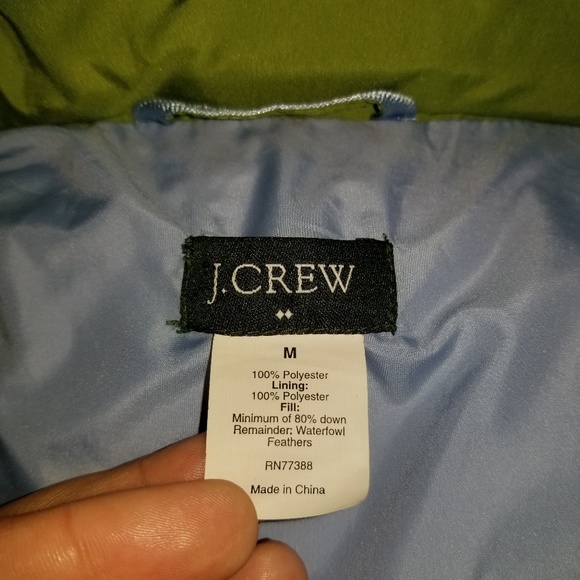 J.CREW
M
100% Polyester
Lining:
100% Polyester
Fill:
Minimum of 80% down
Remainder: Waterfowl
Feathers
RN77388
Made in China